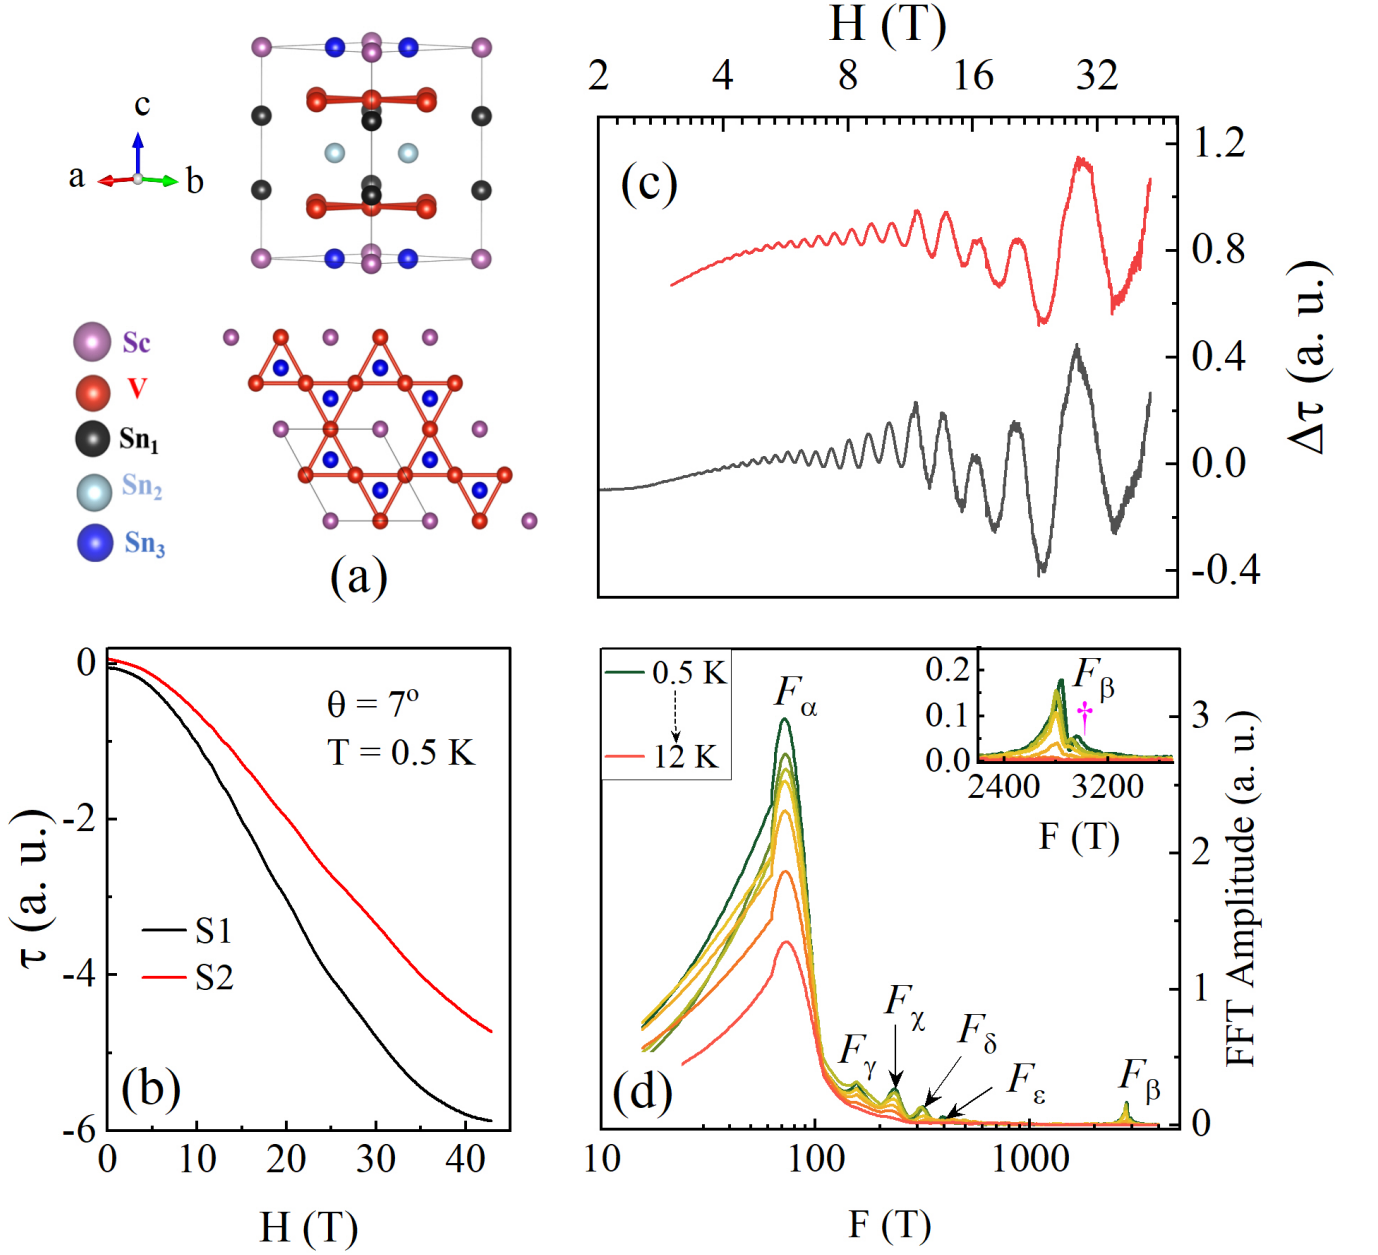 c
a
b
Sc
V
Sn1
Sn2
Sn3
(a)
H (T)
2 4 8 16 32
(c)
1.2
0.8
0.4
0.0
-0.4
Δτ (a. u.)
0
-2
-4
-6
τ (a. u.)
θ = 7°
T = 0.5 K
S1
S2
(b)
0 10 20 30 40
H (T)
0.5 K
12 K
Fα
0.2
0.1
0.0
Fβ
†
2400 3200
F (T)
3
2
1
0
FFT Amplitude (a. u.)
Fγ
Fχ
Fδ
Fε
Fβ
(d)
10 100 1000
F (T)